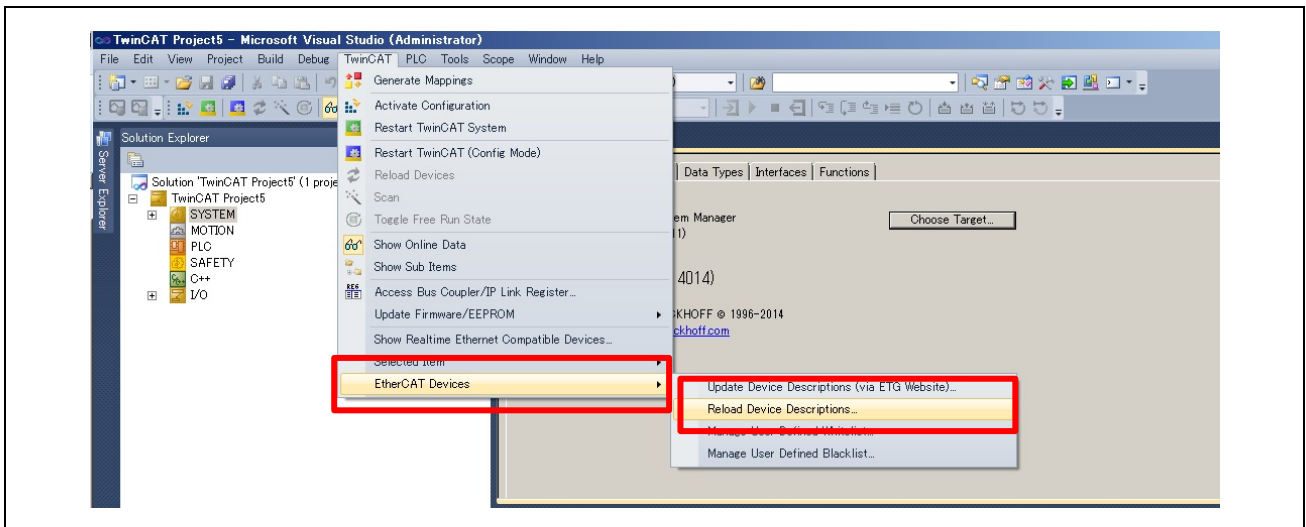 TwinCAT Project5 - Microsoft Visual Studio (Administrator)
File Edit View Project Build Debug TwinCAT PLC Tools Scope Window Help
Generate Mappings
Activate Configuration
Restart TwinCAT System
Restart TwinCAT (Config Mode)
Reload Devices
Scan
Toggle Free Run State
Show Online Data
Show Sub Items
Access Bus Coupler/IP Link Register...
Update Firmware/EEPROM
Show Realtime Ethernet Compatible Devices...
Selected Item
EtherCAT Devices
Update Device Descriptions (via ETG Website)...
Reload Device Descriptions...
Manage User Defined Whitelist...
Manage User Defined Blacklist...
Server Explorer
Solution Explorer
Solution 'TwinCAT Project5' (1 proje
TwinCAT Project5
SYSTEM
MOTION
PLC
SAFETY
C++
I/O
Data Types Interfaces Functions
em Manager
1)
Choose Target...
4014)
KHOFF © 1996-2014
ckhoff.com